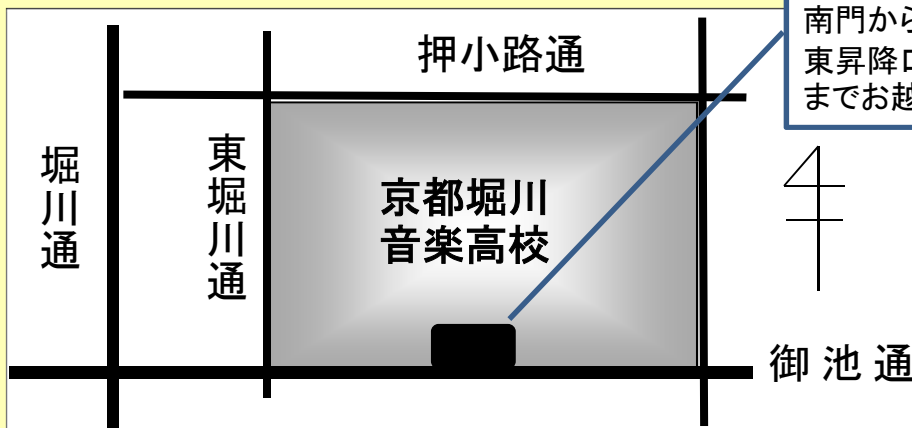 押小路通
南門から
東昇降口
までお越
堀川通
東堀川通
京都堀川
音楽高校
御池通